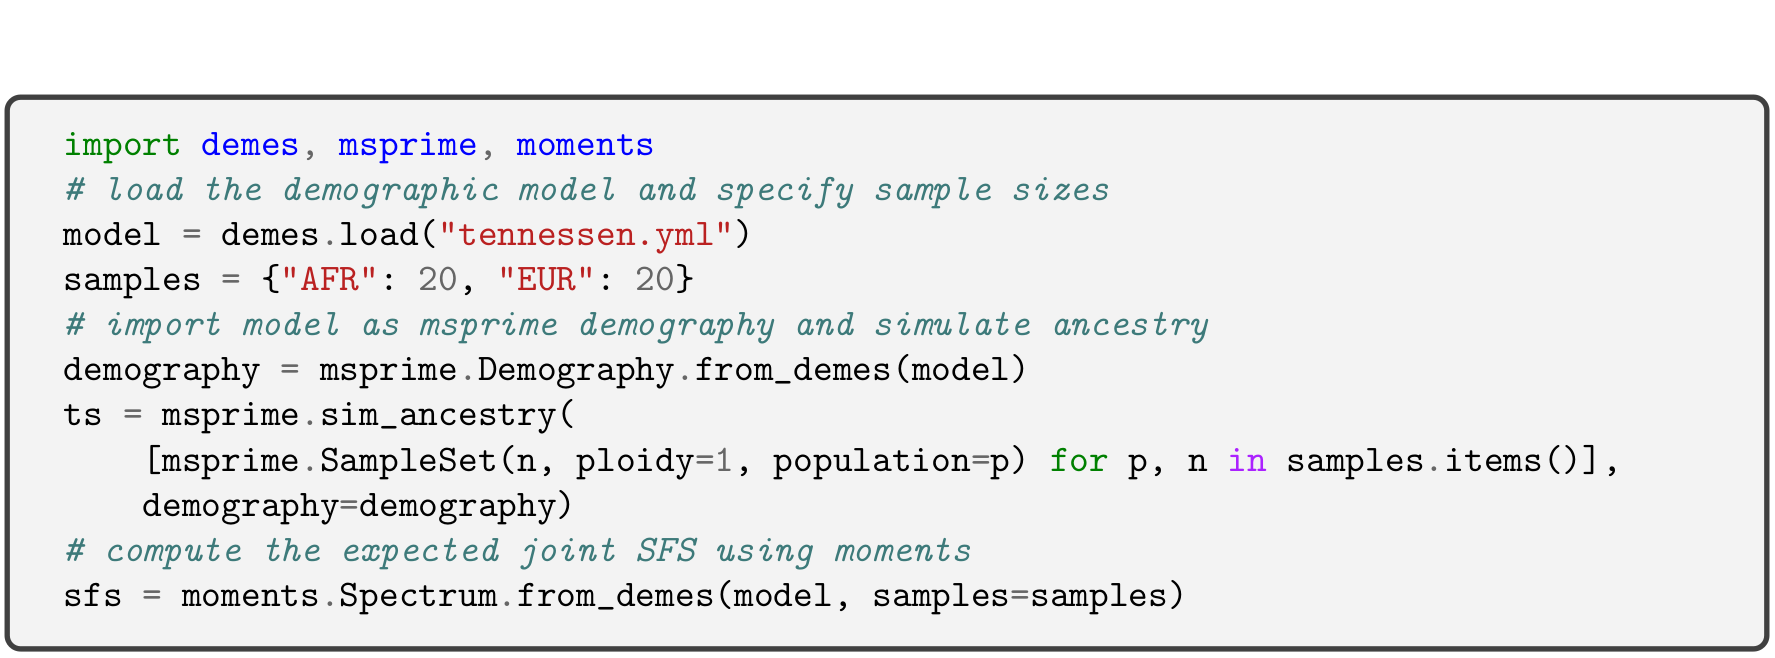 import demes, msprime, moments
# load the demographic model and specify sample sizes
model = demes.load("tennessen.yml")
samples = {"AFR": 20, "EUR": 20}
# import model as msprime demography and simulate ancestry
demography = msprime.Demography.from_demes(model)
ts = msprime.sim_ancestry(
    [msprime.SampleSet(n, ploidy=1, population=p) for p, n in samples.items()],
    demography=demography)
# compute the expected joint SFS using moments
sfs = moments.Spectrum.from_demes(model, samples=samples)